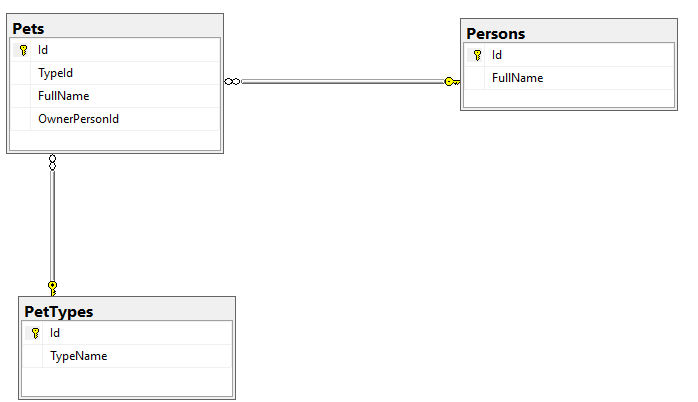 Pets
Id
TypeId
FullName
OwnerPersonId
Persons
Id
FullName
PetTypes
Id
TypeName